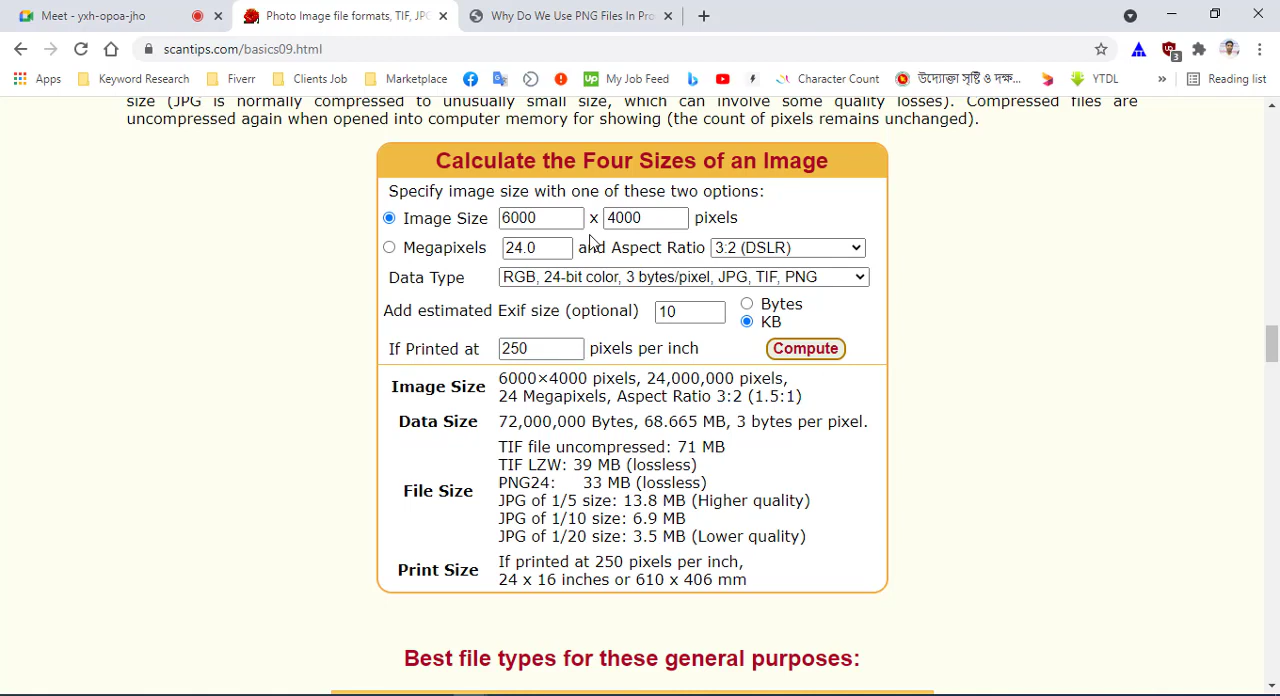 Meet - yxh-opoa-jho
Photo Image file formats, TIF, JPG
Why Do We Use PNG Files In Pro
scantips.com/basics09.html
3
Apps Keyword Research Fiverr Clients Job Marketplace My Job Feed Character Count উদ্যোক্তা সৃষ্টি ও দক্ষ... YTDL » Reading list
size (JPG is normally compressed to unusually small size, which can involve some quality losses). Compressed files are
uncompressed again when opened into computer memory for showing (the count of pixels remains unchanged).
Calculate the Four Sizes of an Image
Specify image size with one of these two options:
Image Size 6000 x 4000 pixels
Megapixels 24.0 and Aspect Ratio 3:2 (DSLR)
Data Type RGB, 24-bit color, 3 bytes/pixel, JPG, TIF, PNG
Add estimated Exif size (optional) 10 Bytes
KB
If Printed at 250 pixels per inch Compute
Image Size 6000×4000 pixels, 24,000,000 pixels,
24 Megapixels, Aspect Ratio 3:2 (1.5:1)
Data Size 72,000,000 Bytes, 68.665 MB, 3 bytes per pixel.
File Size
TIF file uncompressed: 71 MB
TIF LZW: 39 MB (lossless)
PNG24: 33 MB (lossless)
JPG of 1/5 size: 13.8 MB (Higher quality)
JPG of 1/10 size: 6.9 MB
JPG of 1/20 size: 3.5 MB (Lower quality)
Print Size If printed at 250 pixels per inch,
24 x 16 inches or 610 x 406 mm
Best file types for these general purposes: